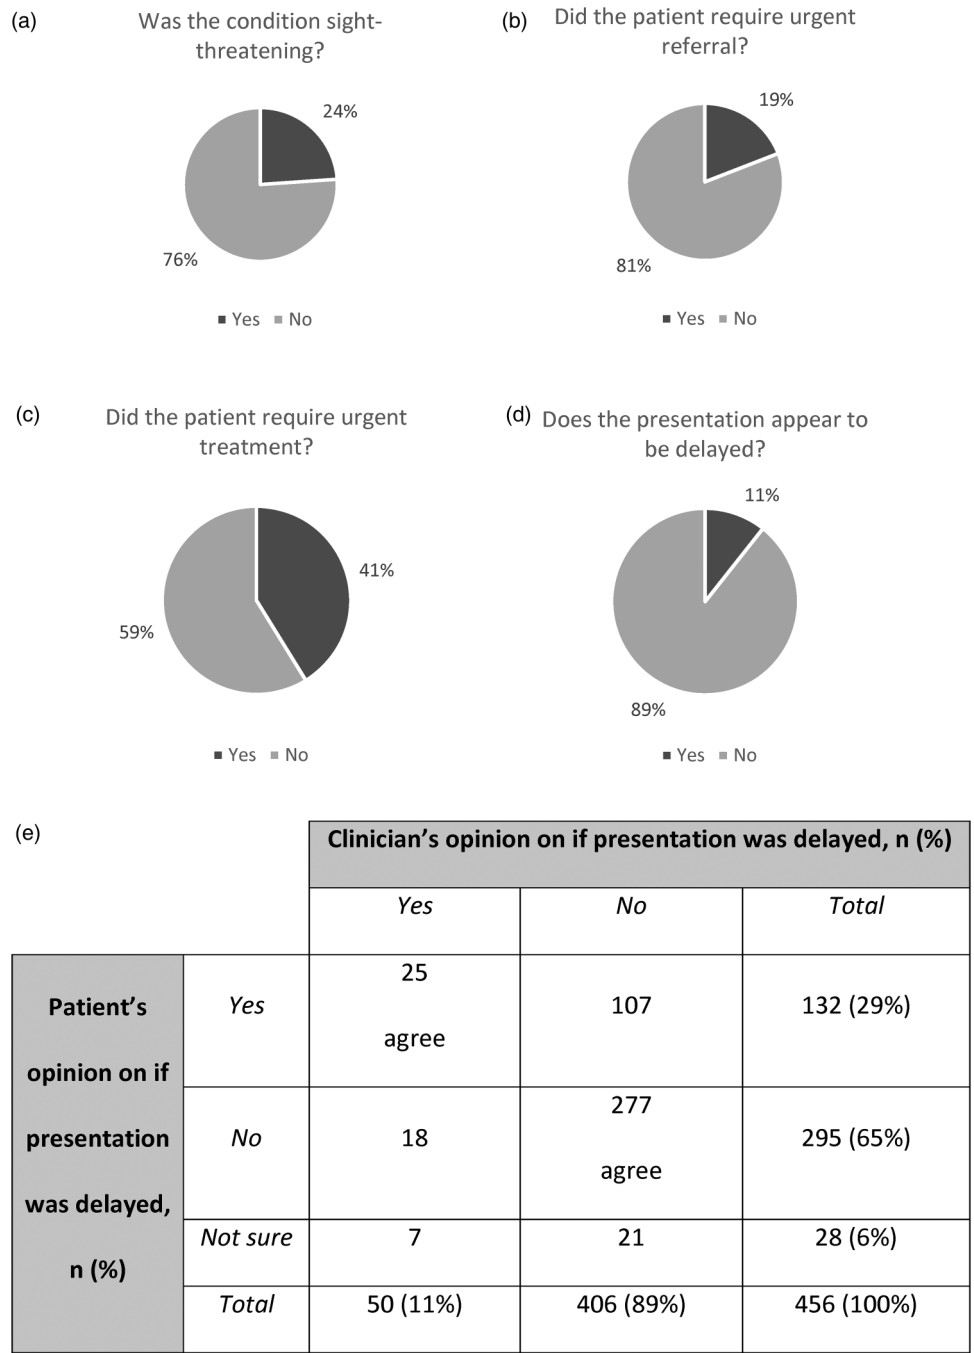 (a)
Was the condition sight-
threatening?
24%
76%
Yes No
(b)
Did the patient require urgent
referral?
19%
81%
Yes No
(c)
Did the patient require urgent
treatment?
41%
59%
Yes No
(d)
Does the presentation appear to
be delayed?
11%
89%
Yes No
(e)
Clinician’s opinion on if presentation was delayed, n (%)
Yes No Total
Patient’s
opinion on if
presentation
was delayed,
n (%)
Yes
25
agree
107
132 (29%)
No
18
277
agree
295 (65%)
Not sure 7 21 28 (6%)
Total 50 (11%) 406 (89%) 456 (100%)